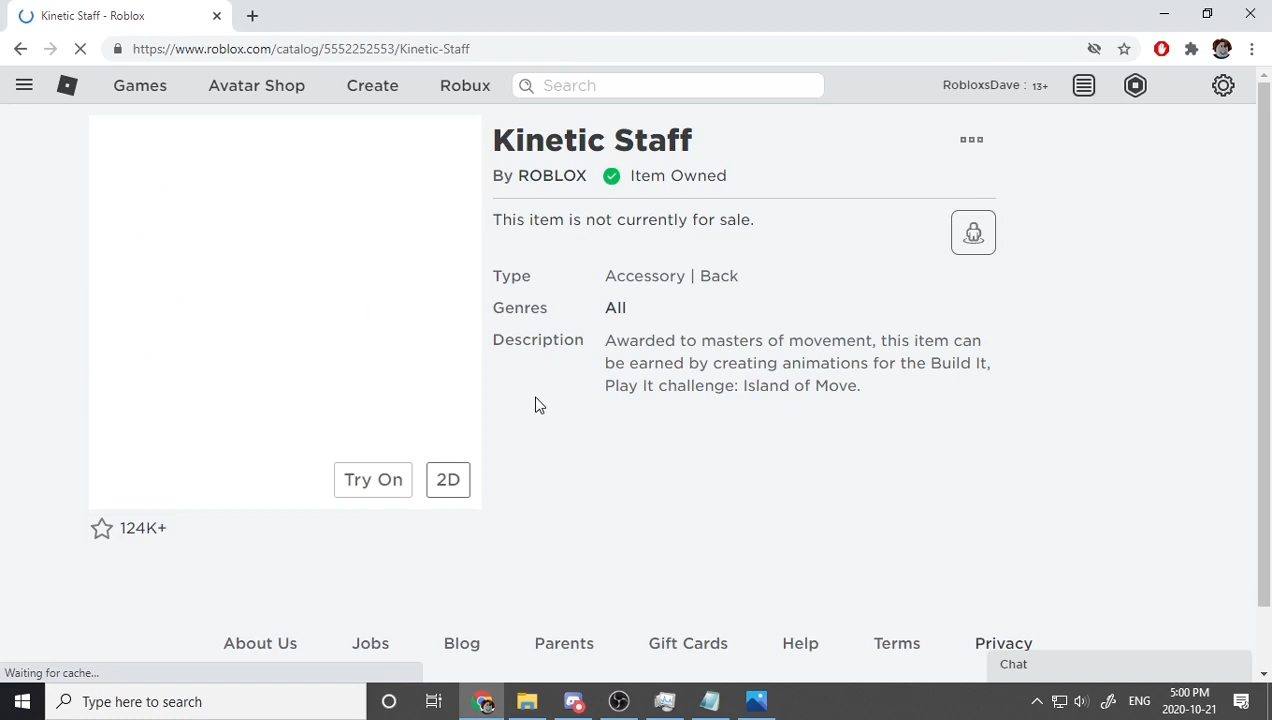 Kinetic Staff - Roblox
https://www.roblox.com/catalog/5552252553/Kinetic-Staff
Games
Avatar Shop
Create
Robux
Search
RobloxsDave : 13+
Kinetic Staff
By ROBLOX
Item Owned
This item is not currently for sale.
Type
Accessory | Back
Genres
All
Description
Awarded to masters of movement, this item can
be earned by creating animations for the Build It,
Play It challenge: Island of Move.
Try On
2D
124K+
About Us
Jobs
Blog
Parents
Gift Cards
Help
Terms
Privacy
Waiting for cache...
Chat
Type here to search
ENG
5:00 PM
2020-10-21